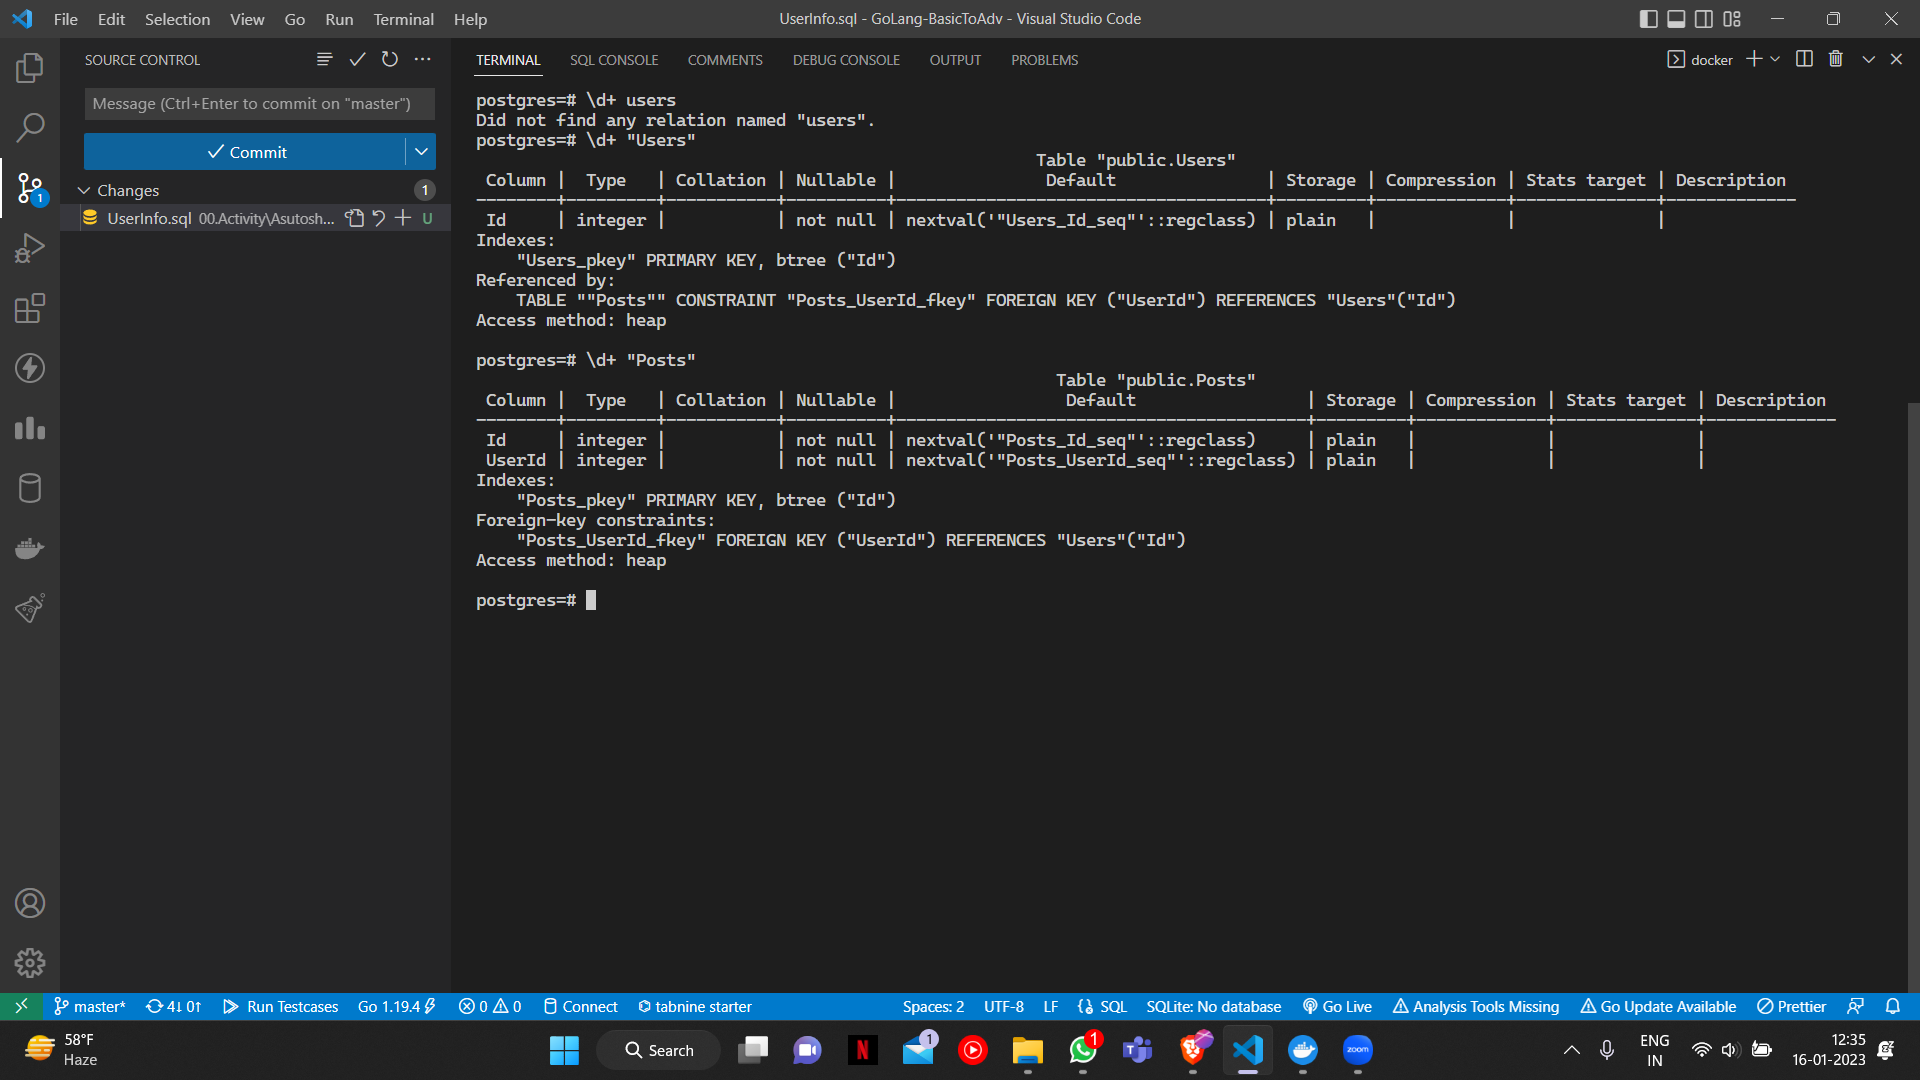 File Edit Selection View Go Run Terminal Help
UserInfo.sql - GoLang-BasicToAdv - Visual Studio Code
SOURCE CONTROL
Message (Ctrl+Enter to commit on "master")
Commit
Changes 1
UserInfo.sql 00.Activity\Asutosh... U
1
TERMINAL SQL CONSOLE COMMENTS DEBUG CONSOLE OUTPUT PROBLEMS
docker
postgres=# \d+ users
Did not find any relation named "users".
postgres=# \d+ "Users"
Table "public.Users"
Column | Type | Collation | Nullable | Default | Storage | Compression | Stats target | Description
--------+---------+-----------+----------+-------------------------------------+---------+-------------+--------------+-------------
Id | integer | | not null | nextval('"Users_Id_seq"'::regclass) | plain | | |
Indexes:
"Users_pkey" PRIMARY KEY, btree ("Id")
Referenced by:
TABLE ""Posts"" CONSTRAINT "Posts_UserId_fkey" FOREIGN KEY ("UserId") REFERENCES "Users"("Id")
Access method: heap
postgres=# \d+ "Posts"
Table "public.Posts"
Column | Type | Collation | Nullable | Default | Storage | Compression | Stats target | Description
--------+---------+-----------+----------+-----------------------------------------+---------+-------------+--------------+-------------
Id | integer | | not null | nextval('"Posts_Id_seq"'::regclass) | plain | | |
UserId | integer | | not null | nextval('"Posts_UserId_seq"'::regclass) | plain | | |
Indexes:
"Posts_pkey" PRIMARY KEY, btree ("Id")
Foreign-key constraints:
"Posts_UserId_fkey" FOREIGN KEY ("UserId") REFERENCES "Users"("Id")
Access method: heap
postgres=#
master* 4↓ 0↑ Run Testcases Go 1.19.4 0 0 Connect tabnine starter Spaces: 2 UTF-8 LF SQL SQLite: No database Go Live Analysis Tools Missing Go Update Available Prettier
58°F
Haze
Search
N
1
1
zoom
ENG
IN
12:35
16-01-2023